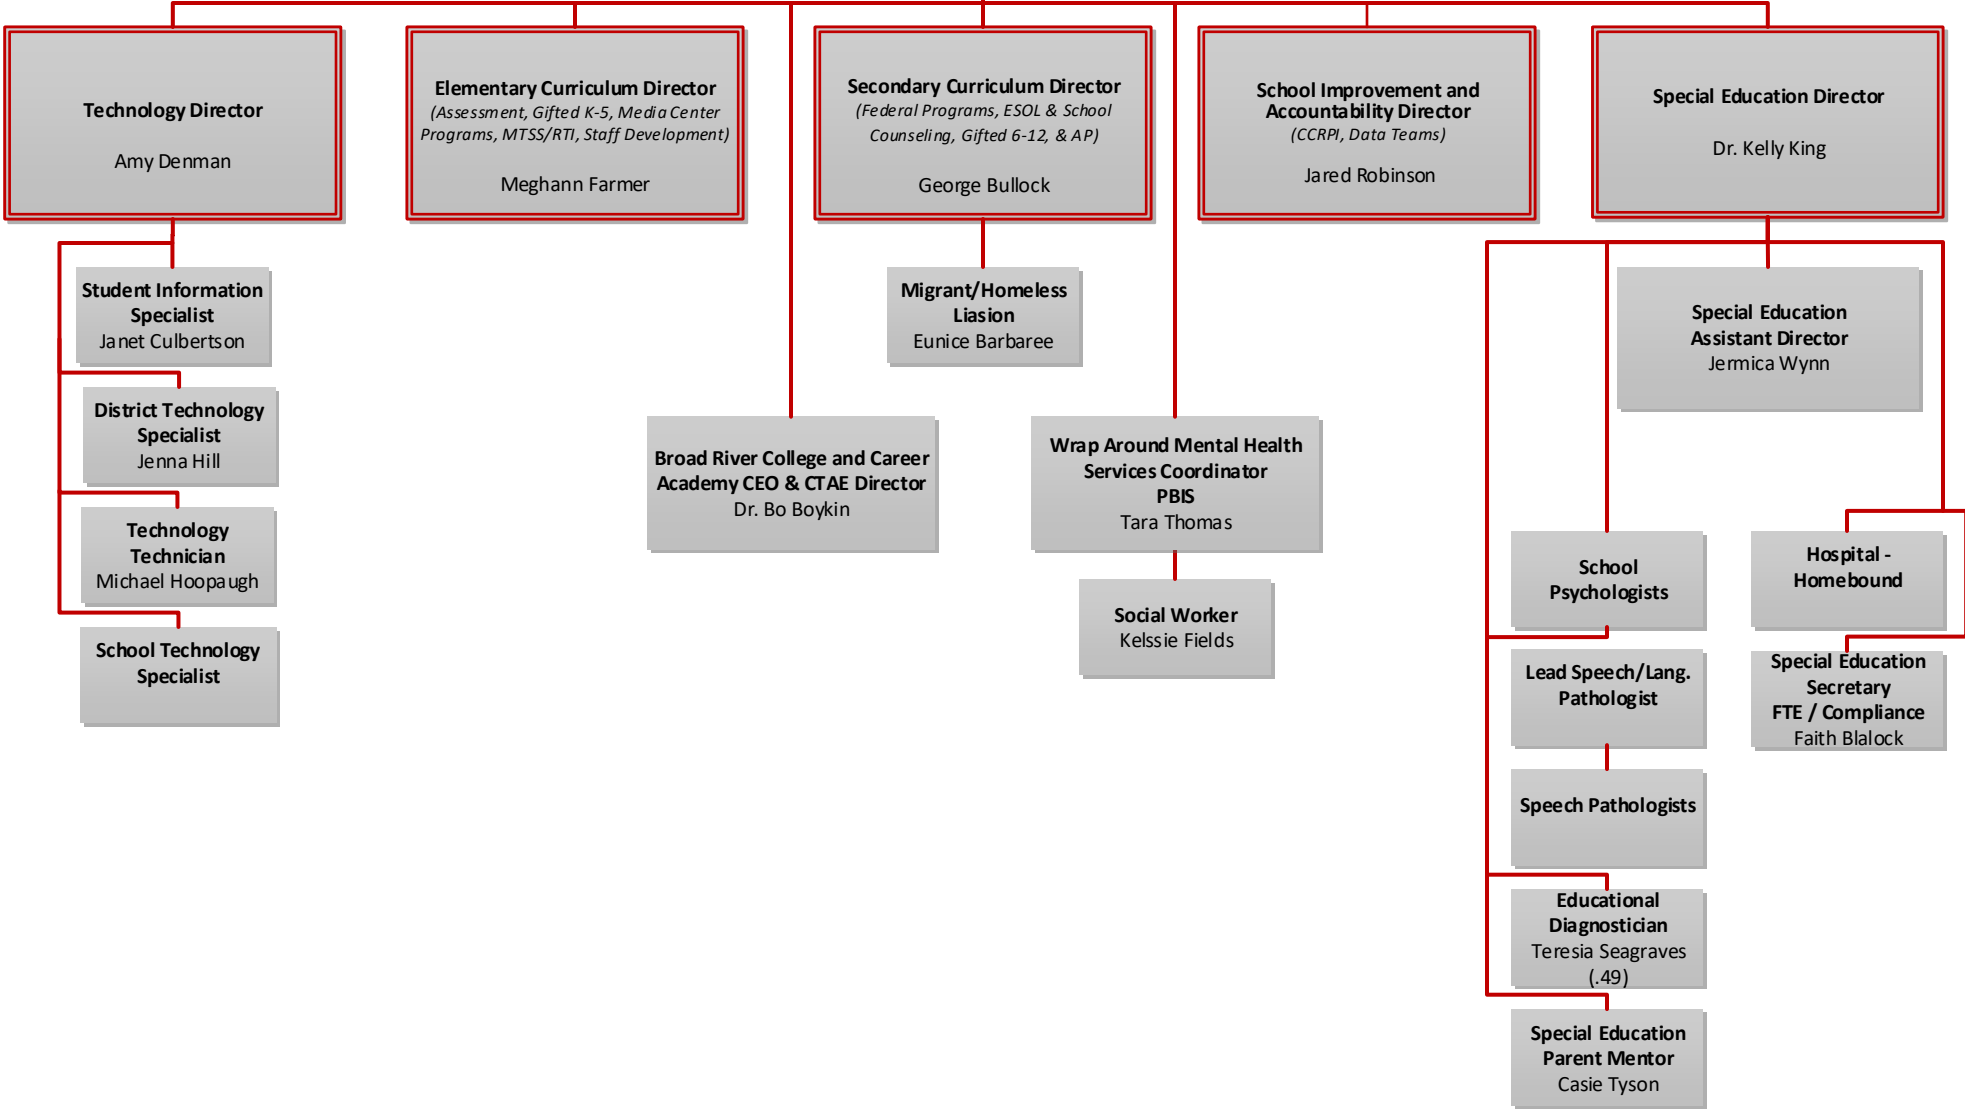 Technology Director
Amy Denman
Elementary Curriculum Director
(Assessment, Gifted K-5, Media Center
Programs, MTSS/RTI, Staff Development)
Meghann Farmer
Secondary Curriculum Director
(Federal Programs, ESOL & School
Counseling, Gifted 6-12, & AP)
George Bullock
School Improvement and
Accountability Director
(CCRPI, Data Teams)
Jared Robinson
Special Education Director
Dr. Kelly King
Student Information
Specialist
Janet Culbertson
District Technology
Specialist
Jenna Hill
Technology
Technician
Michael Hoopaugh
School Technology
Specialist
Broad River College and Career
Academy CEO & CTAE Director
Dr. Bo Boykin
Migrant/Homeless
Liasion
Eunice Barbaree
Wrap Around Mental Health
Services Coordinator
PBIS
Tara Thomas
Social Worker
Kelssie Fields
Special Education
Assistant Director
Jermica Wynn
School
Psychologists
Lead Speech/Lang.
Pathologist
Speech Pathologists
Educational
Diagnostician
Teresia Seagraves
(.49)
Special Education
Parent Mentor
Casie Tyson
Hospital -
Homebound
Special Education
Secretary
FTE / Compliance
Faith Blalock